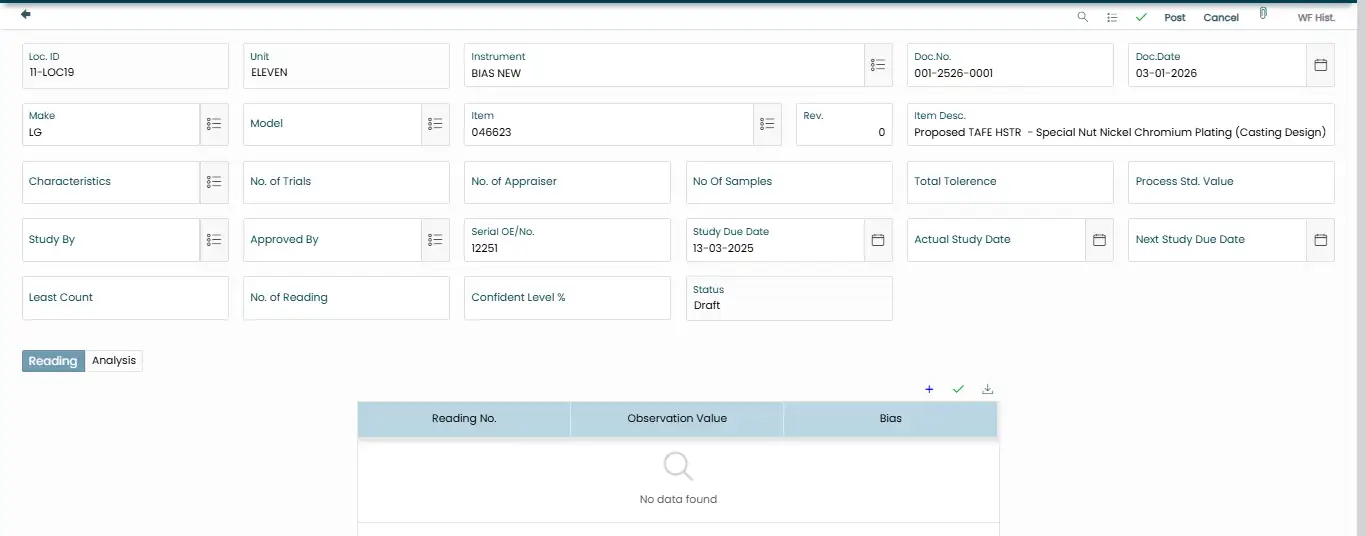 Post Cancel WF Hist.
Loc. ID Unit Instrument Doc.No. Doc.Date
11-LOC19 ELEVEN BIAS NEW 001-2526-0001 03-01-2026
Make Model Item Rev. Item Desc.
LG 046623 0 Proposed TAFE HSTR - Special Nut Nickel Chromium Plating (Casting Design)
Characteristics No. of Trials No. of Appraiser No Of Samples Total Tolerence Process Std. Value
Study By Approved By Serial OE/No. Study Due Date Actual Study Date Next Study Due Date
12251 13-03-2025
Least Count No. of Reading Confident Level % Status
Draft
Reading Analysis
Reading No. Observation Value Bias
No data found